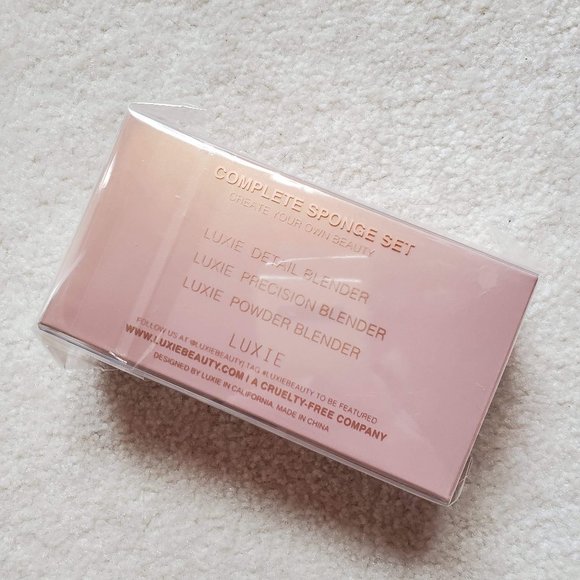 COMPLETE SPONGE SET
CREATE YOUR OWN BEAUTY
LUXIE DETAIL BLENDER
LUXIE PRECISION BLENDER
LUXIE POWDER BLENDER
LUXIE
FOLLOW US AT @LUXIEBEAUTY| TAG #LUXIEBEAUTY TO BE FEATURED
WWW.LUXIEBEAUTY.COM | A CRUELTY-FREE COMPANY
DESIGNED BY LUXIE IN CALIFORNIA, MADE IN CHINA